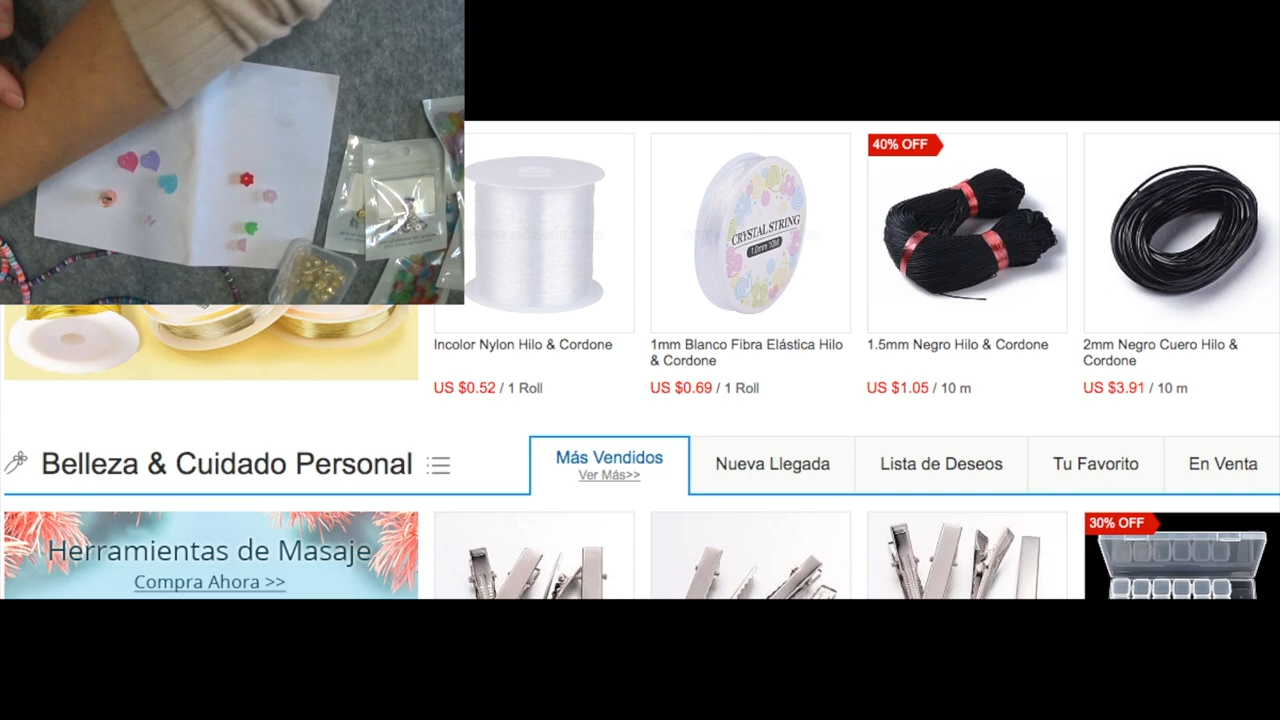 40% OFF
CRYSTAL STRING
1.0mm 10M
Incolor Nylon Hilo & Cordone
1mm Blanco Fibra Elástica Hilo
& Cordone
1.5mm Negro Hilo & Cordone
2mm Negro Cuero Hilo &
Cordone
US $0.52 / 1 Roll
US $0.69 / 1 Roll
US $1.05 / 10 m
US $3.91 / 10 m
Belleza & Cuidado Personal
Más Vendidos
Ver Más>>
Nueva Llegada
Lista de Deseos
Tu Favorito
En Venta
Herramientas de Masaje
Compra Ahora >>
30% OFF